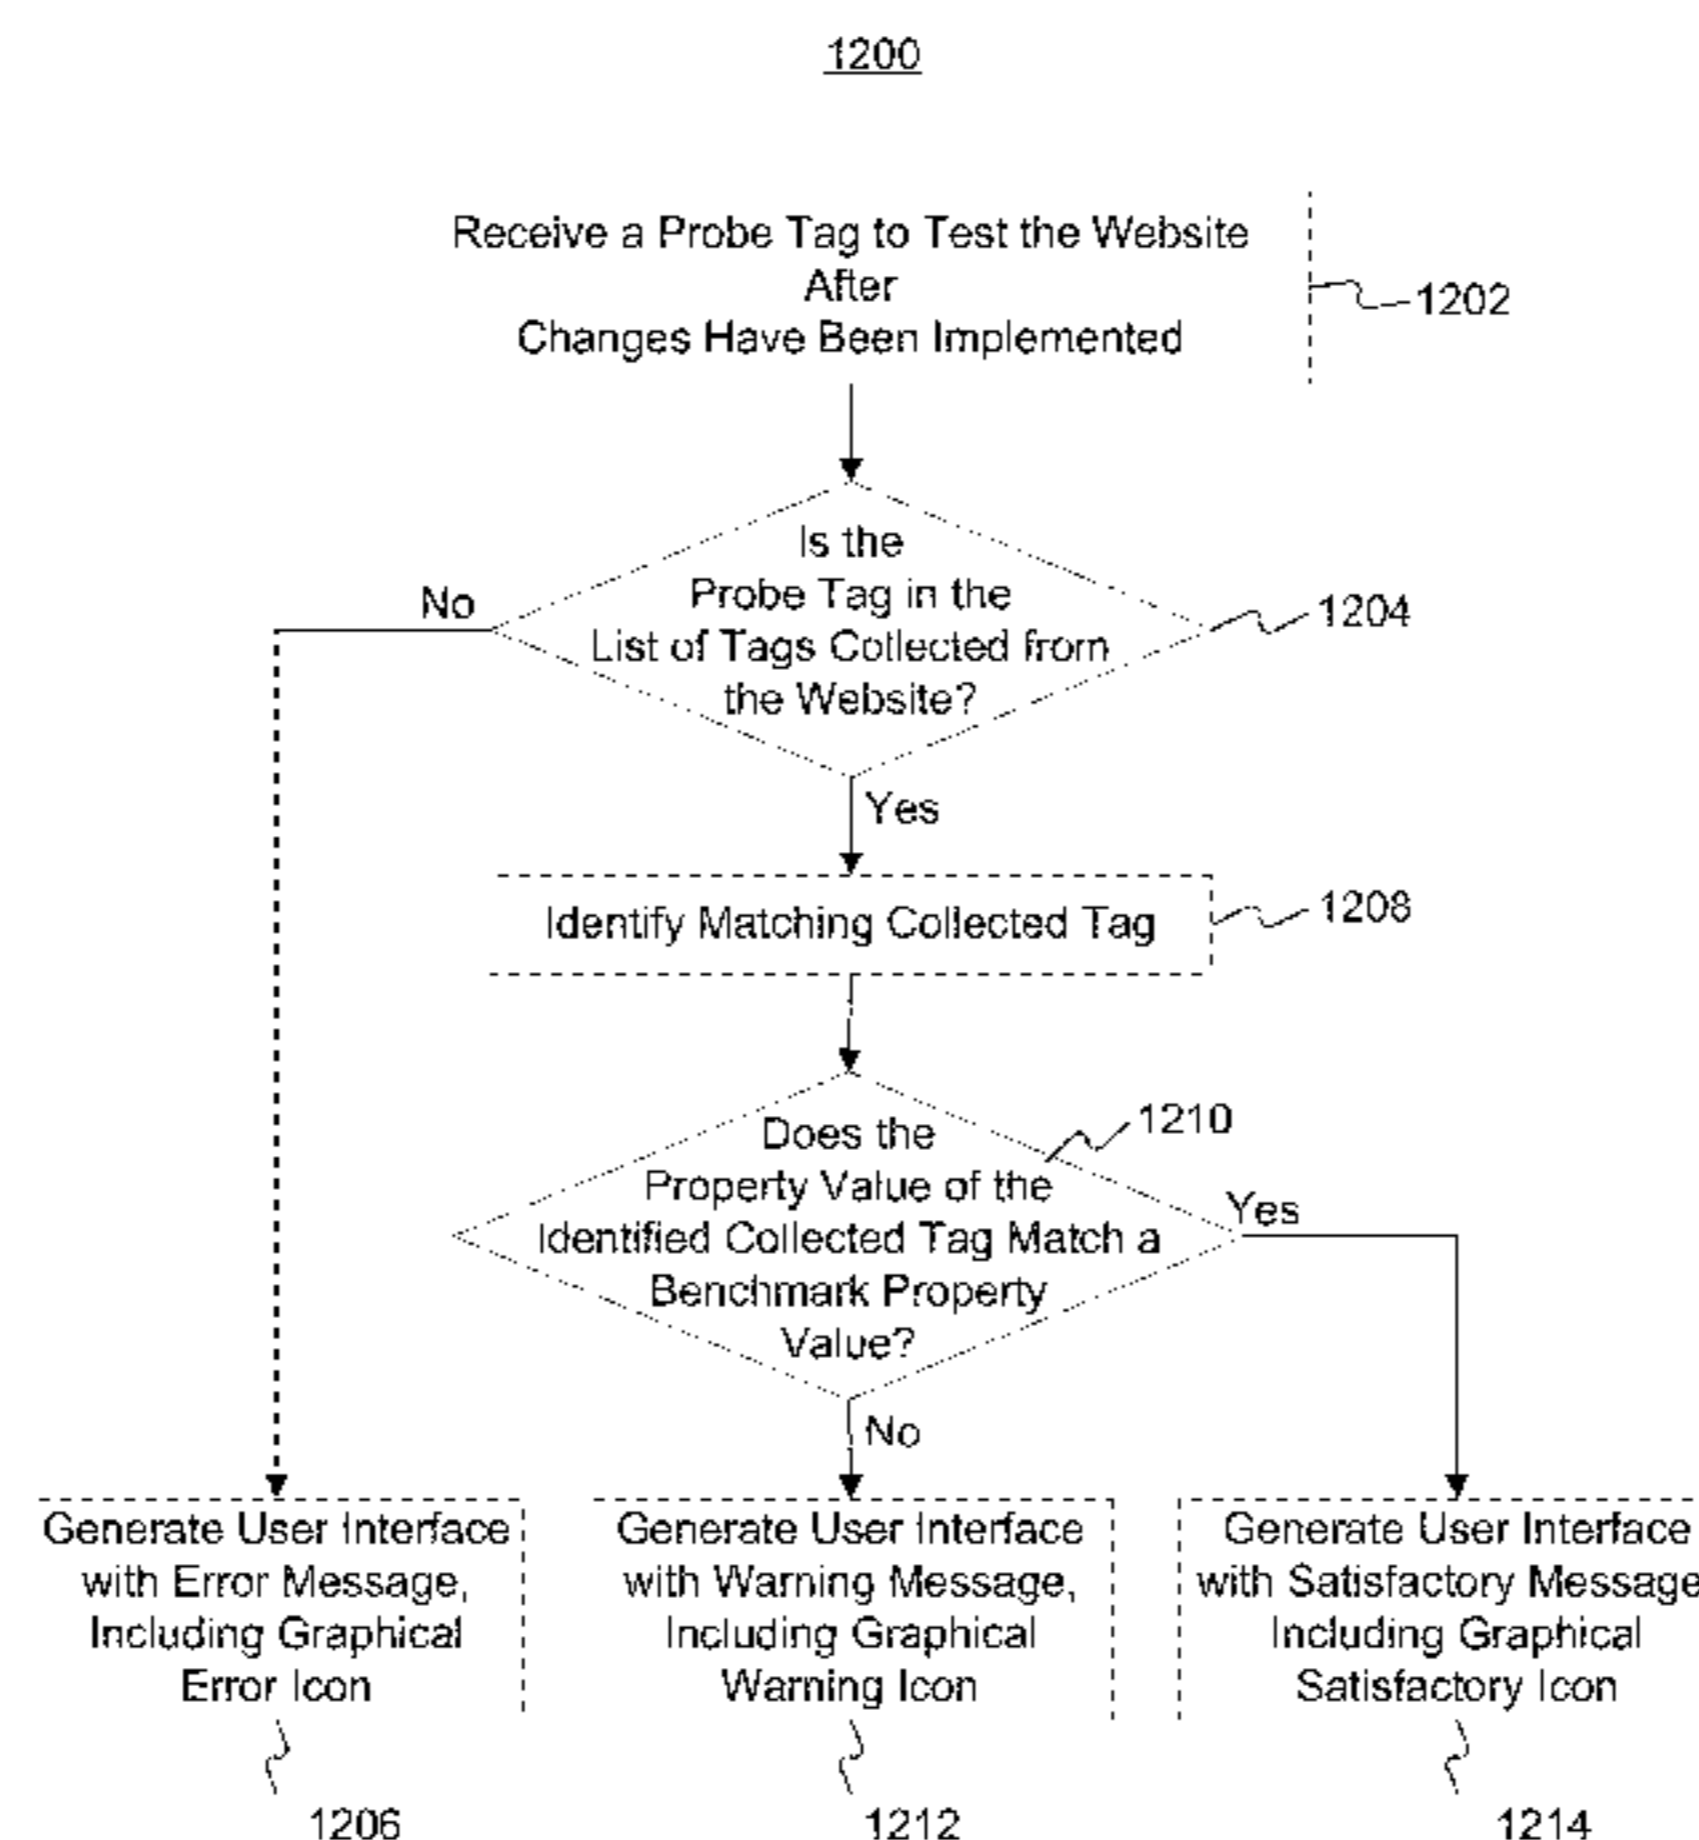 1200
Receive a Probe Tag to Test the Website
After
Changes Have Been Implemented
1202
Is the
Probe Tag in the
List of Tags Collected from
the Website?
1204
No
Yes
Identify Matching Collected Tag
1208
Does the
Property Value of the
Identified Collected Tag Match a
Benchmark Property
Value?
1210
Yes
No
Generate User Interface
with Error Message,
Including Graphical
Error Icon
1206
Generate User Interface
with Warning Message,
Including Graphical
Warning Icon
1212
Generate User Interface
with Satisfactory Message
Including Graphical
Satisfactory Icon
1214